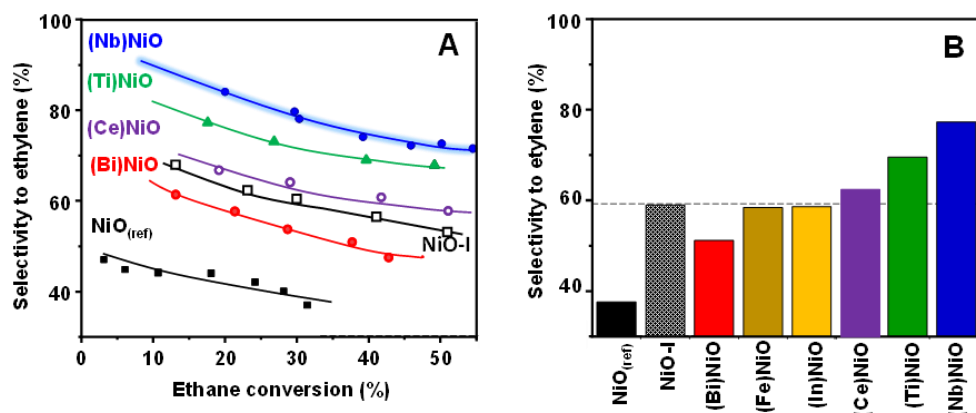 A
Selectivity to ethylene (%)
100
80
60
40
(Nb)NiO
(Ti)NiO
(Ce)NiO
(Bi)NiO
NiO(ref)
NiO-I
0
10
20
30
40
50
Ethane conversion (%)
B
Selectivity to etylene (%)
100
80
60
40
NiO(ref)
NiO-I
(Bi)NiO
(Fe)NiO
(In)NiO
(Ce)NiO
(Ti)NiO
(Nb)NiO